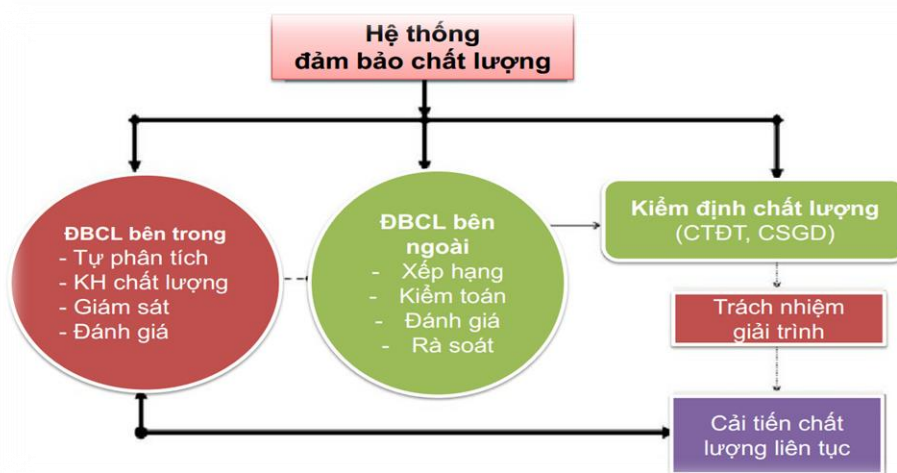 Hệ thống
đảm bảo chất lượng
ĐBCL bên trong
- Tự phân tích
- KH chất lượng
- Giám sát
- Đánh giá
ĐBCL bên
ngoài
- Xếp hạng
- Kiểm toán
- Đánh giá
- Rà soát
Kiểm định chất lượng
(CTĐT, CSGD)
Trách nhiệm
giải trình
Cải tiến chất
lượng liên tục